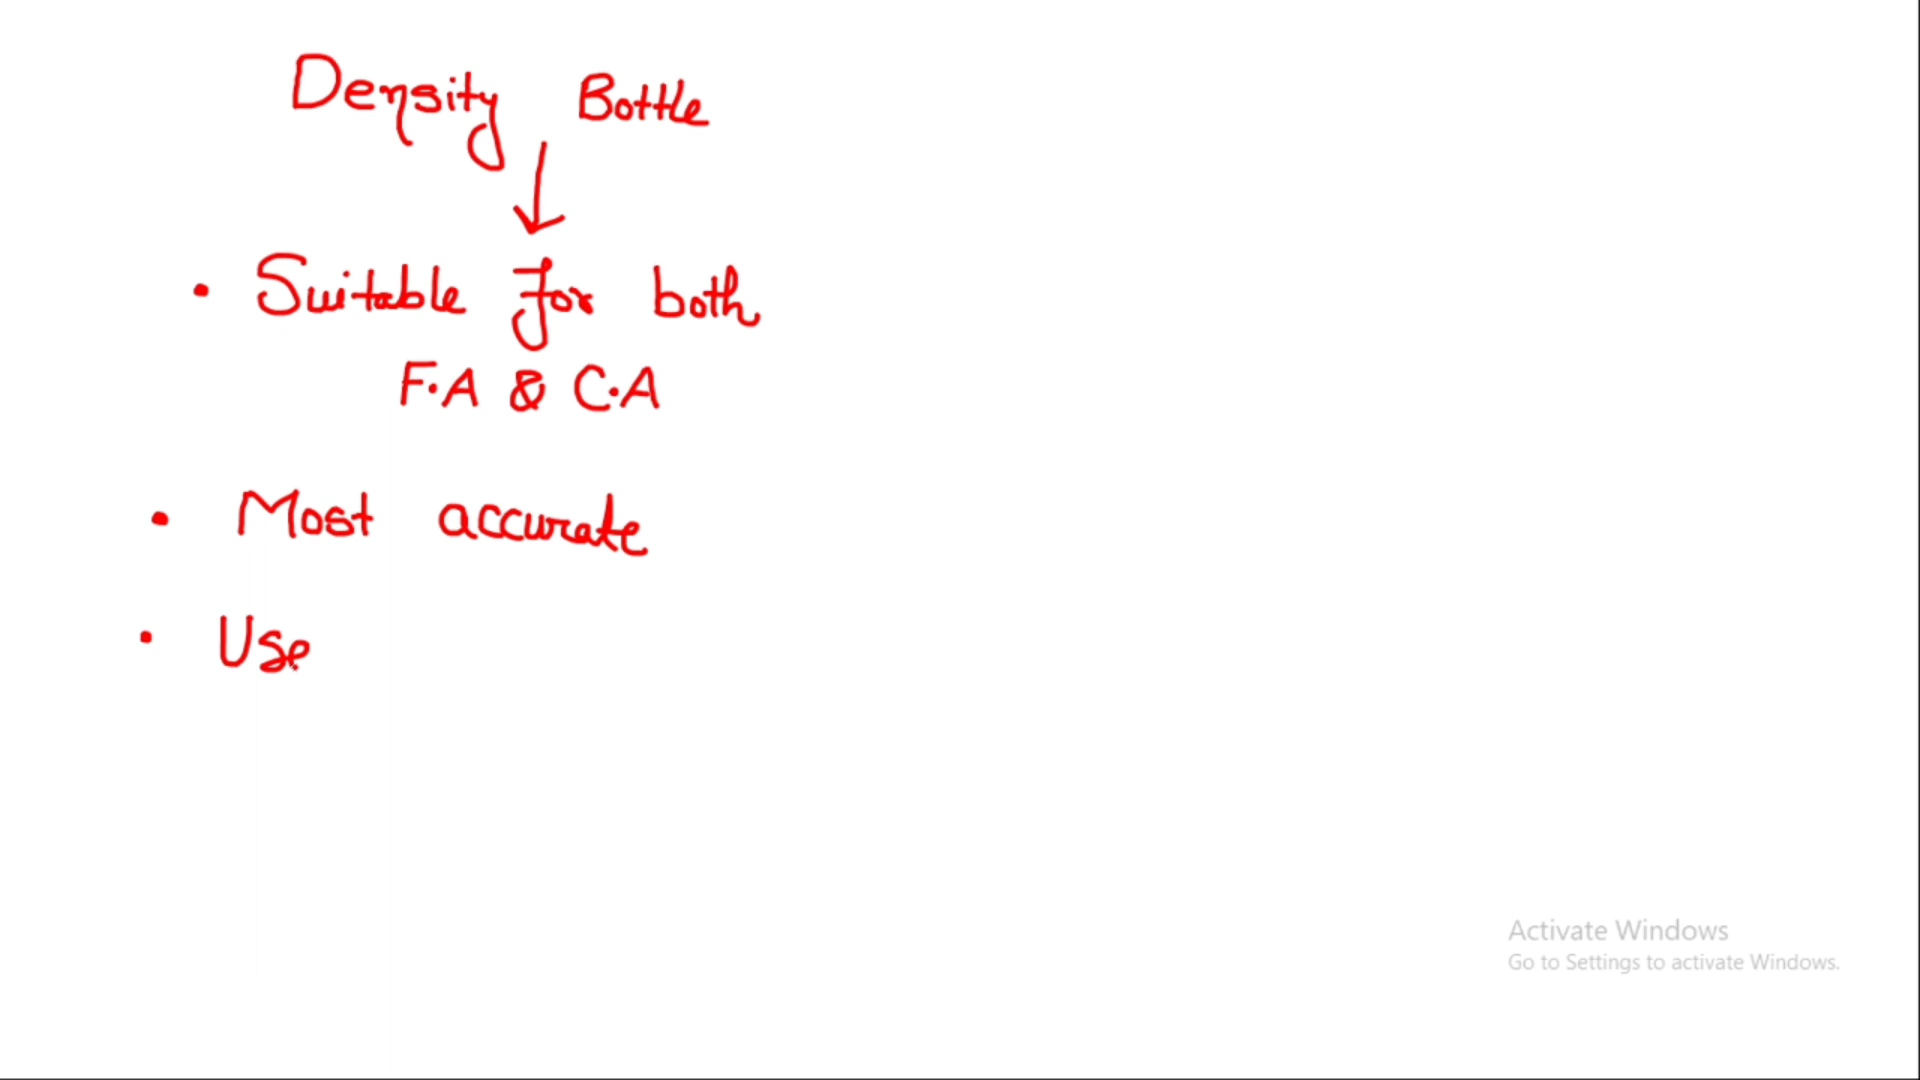 Density Bottle
• Suitable for both
F.A & C.A
• Most accurate
• Use
Activate Windows
Go to Settings to activate Windows.